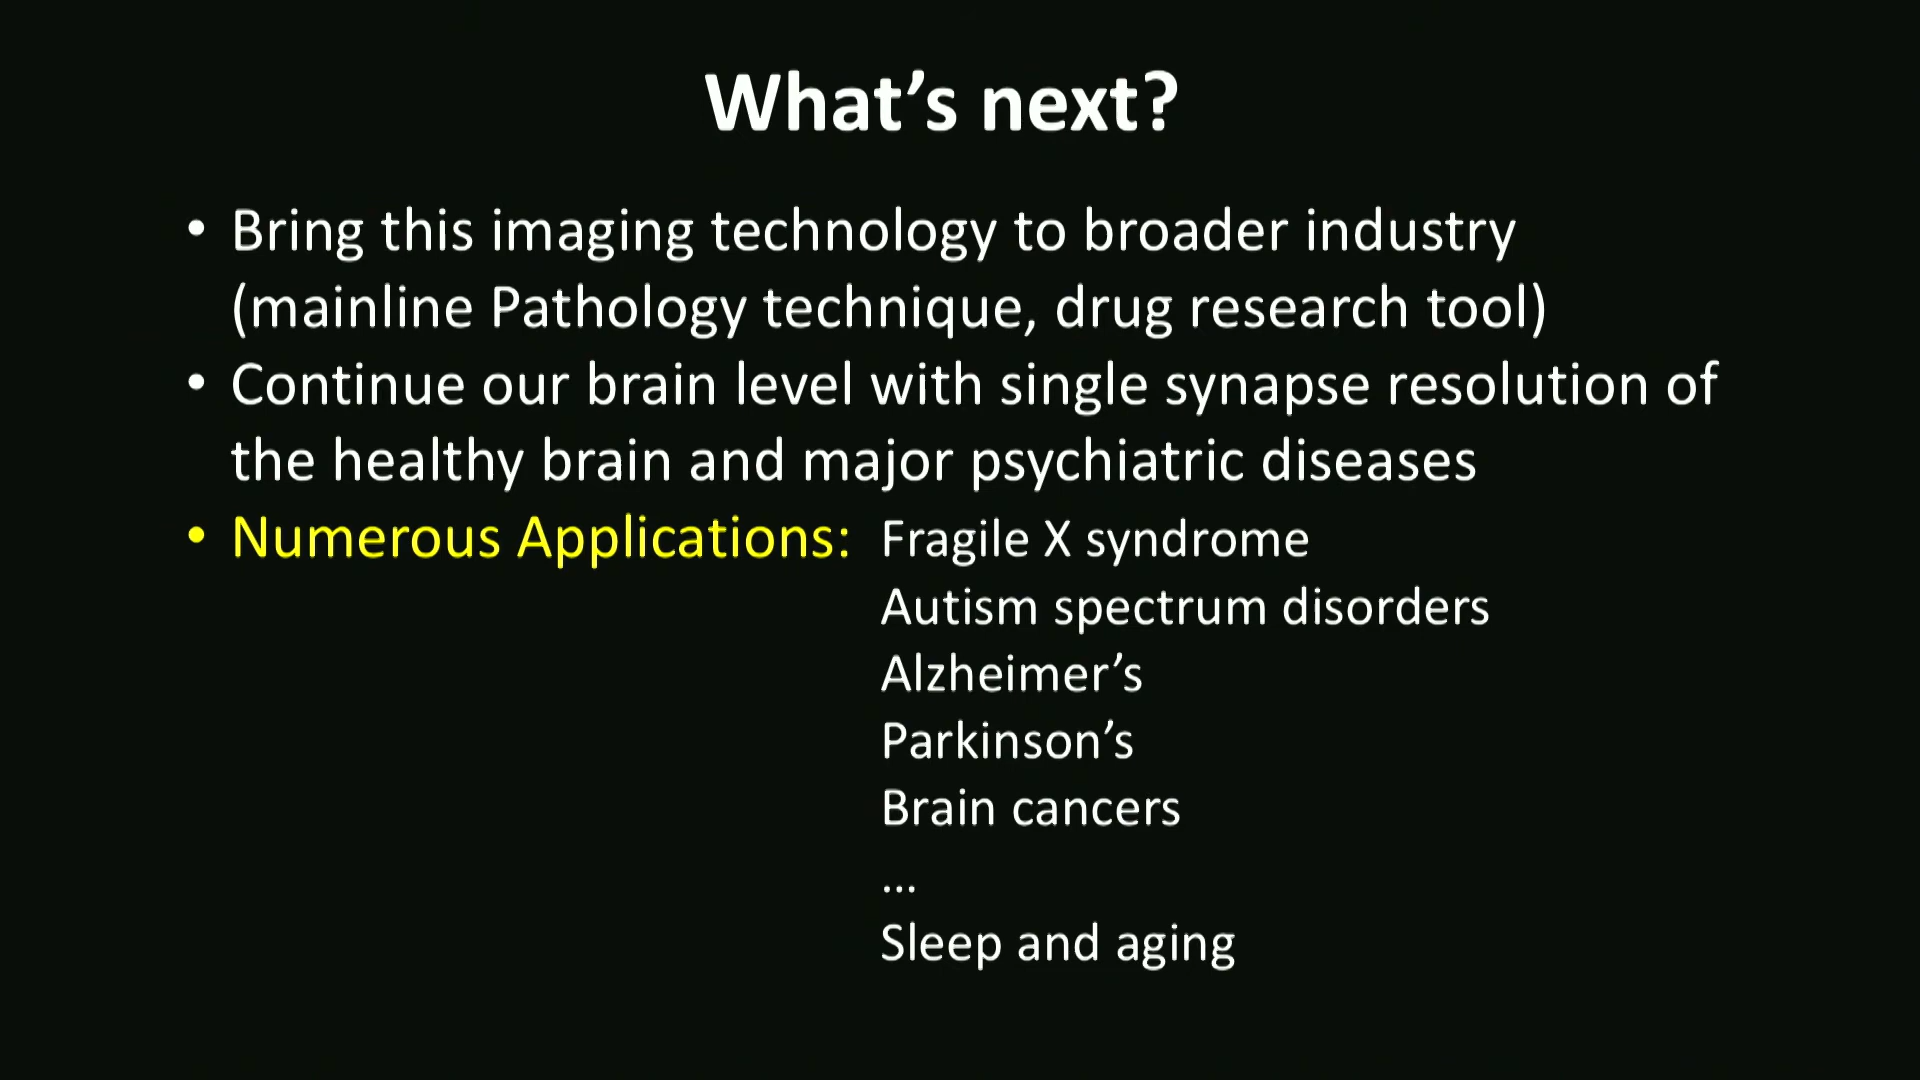 What’s next?
• Bring this imaging technology to broader industry
(mainline Pathology technique, drug research tool)
• Continue our brain level with single synapse resolution of
the healthy brain and major psychiatric diseases
• Numerous Applications: Fragile X syndrome
Autism spectrum disorders
Alzheimer’s
Parkinson’s
Brain cancers
...
Sleep and aging